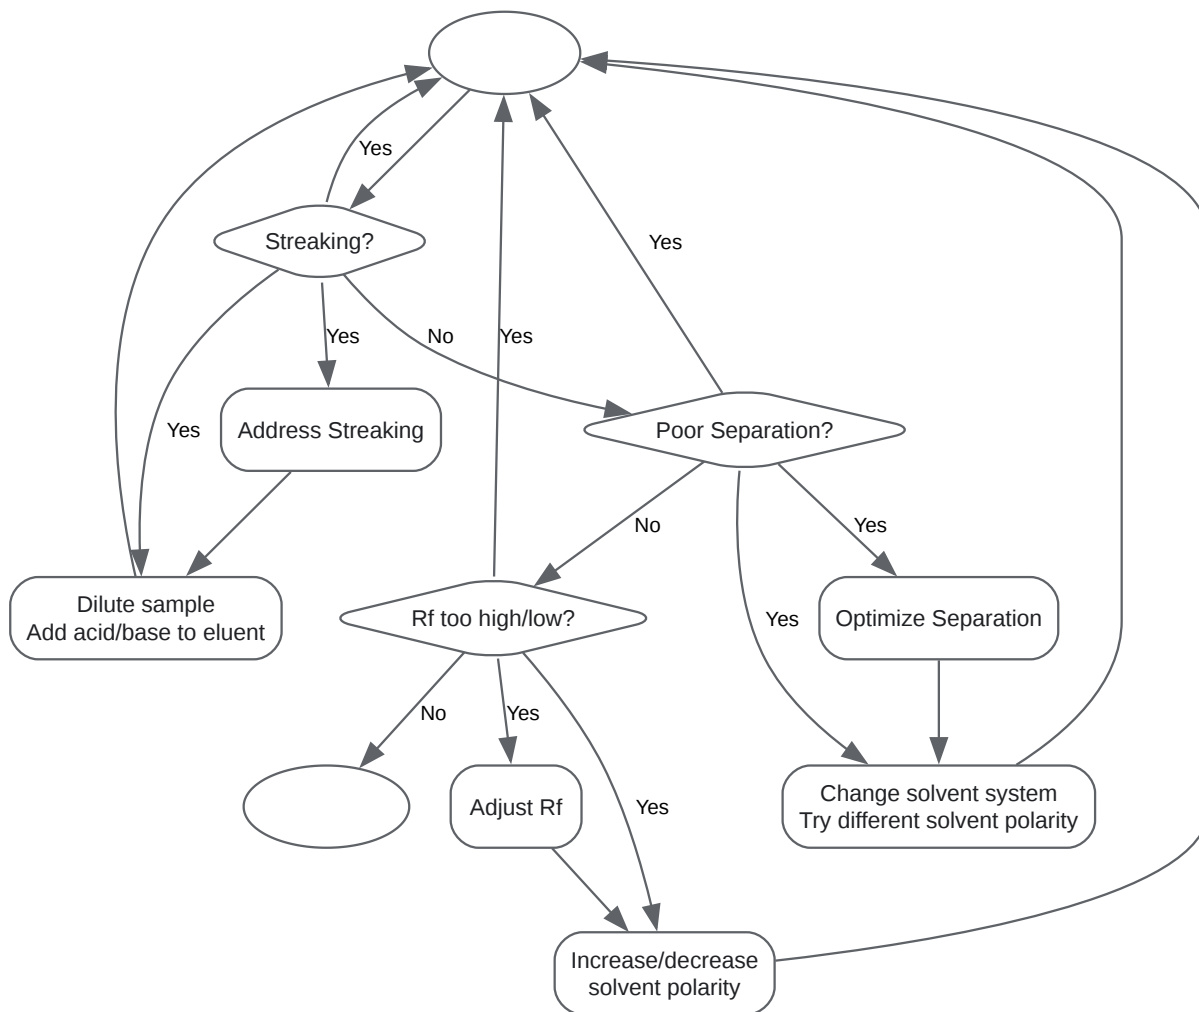 Yes
Streaking?
Yes
No
Yes
Yes
Yes
Address Streaking
Poor Separation?
No
Yes
Dilute sample
Add acid/base to eluent
Rf too high/low?
Yes
Optimize Separation
No
Yes
Yes
Adjust Rf
Change solvent system
Try different solvent polarity
Increase/decrease
solvent polarity